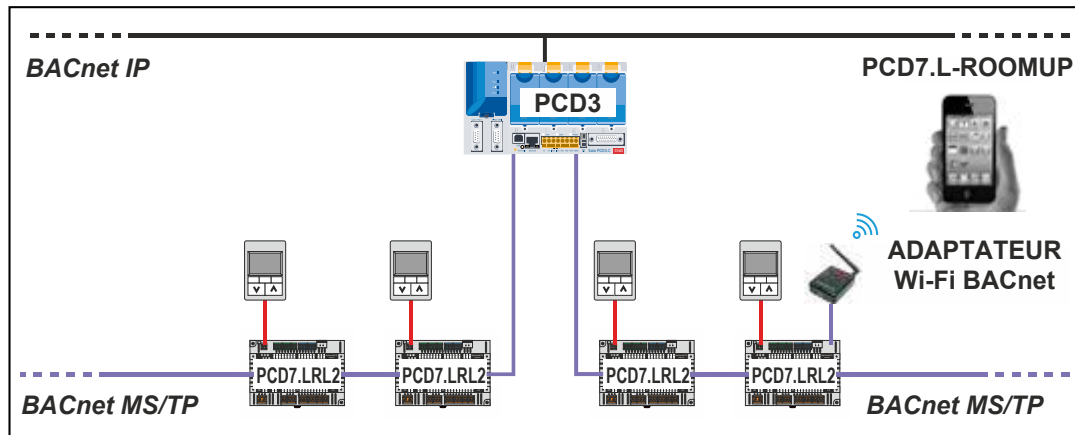 BACnet IP
PCD7.L-ROOMUP
PCD3
ADAPTATEUR
Wi-Fi BACnet
PCD7.LRL2
PCD7.LRL2
PCD7.LRL2
PCD7.LRL2
BACnet MS/TP
BACnet MS/TP